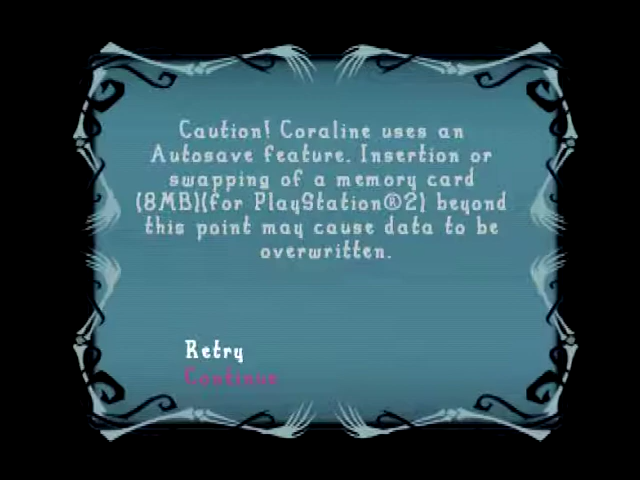 Caution! Coraline uses an
Autosave feature. Insertion or
swapping of a memory card
(8MB)(for PlayStation®2) beyond
this point may cause data to be
overwritten.
Retry
Continue